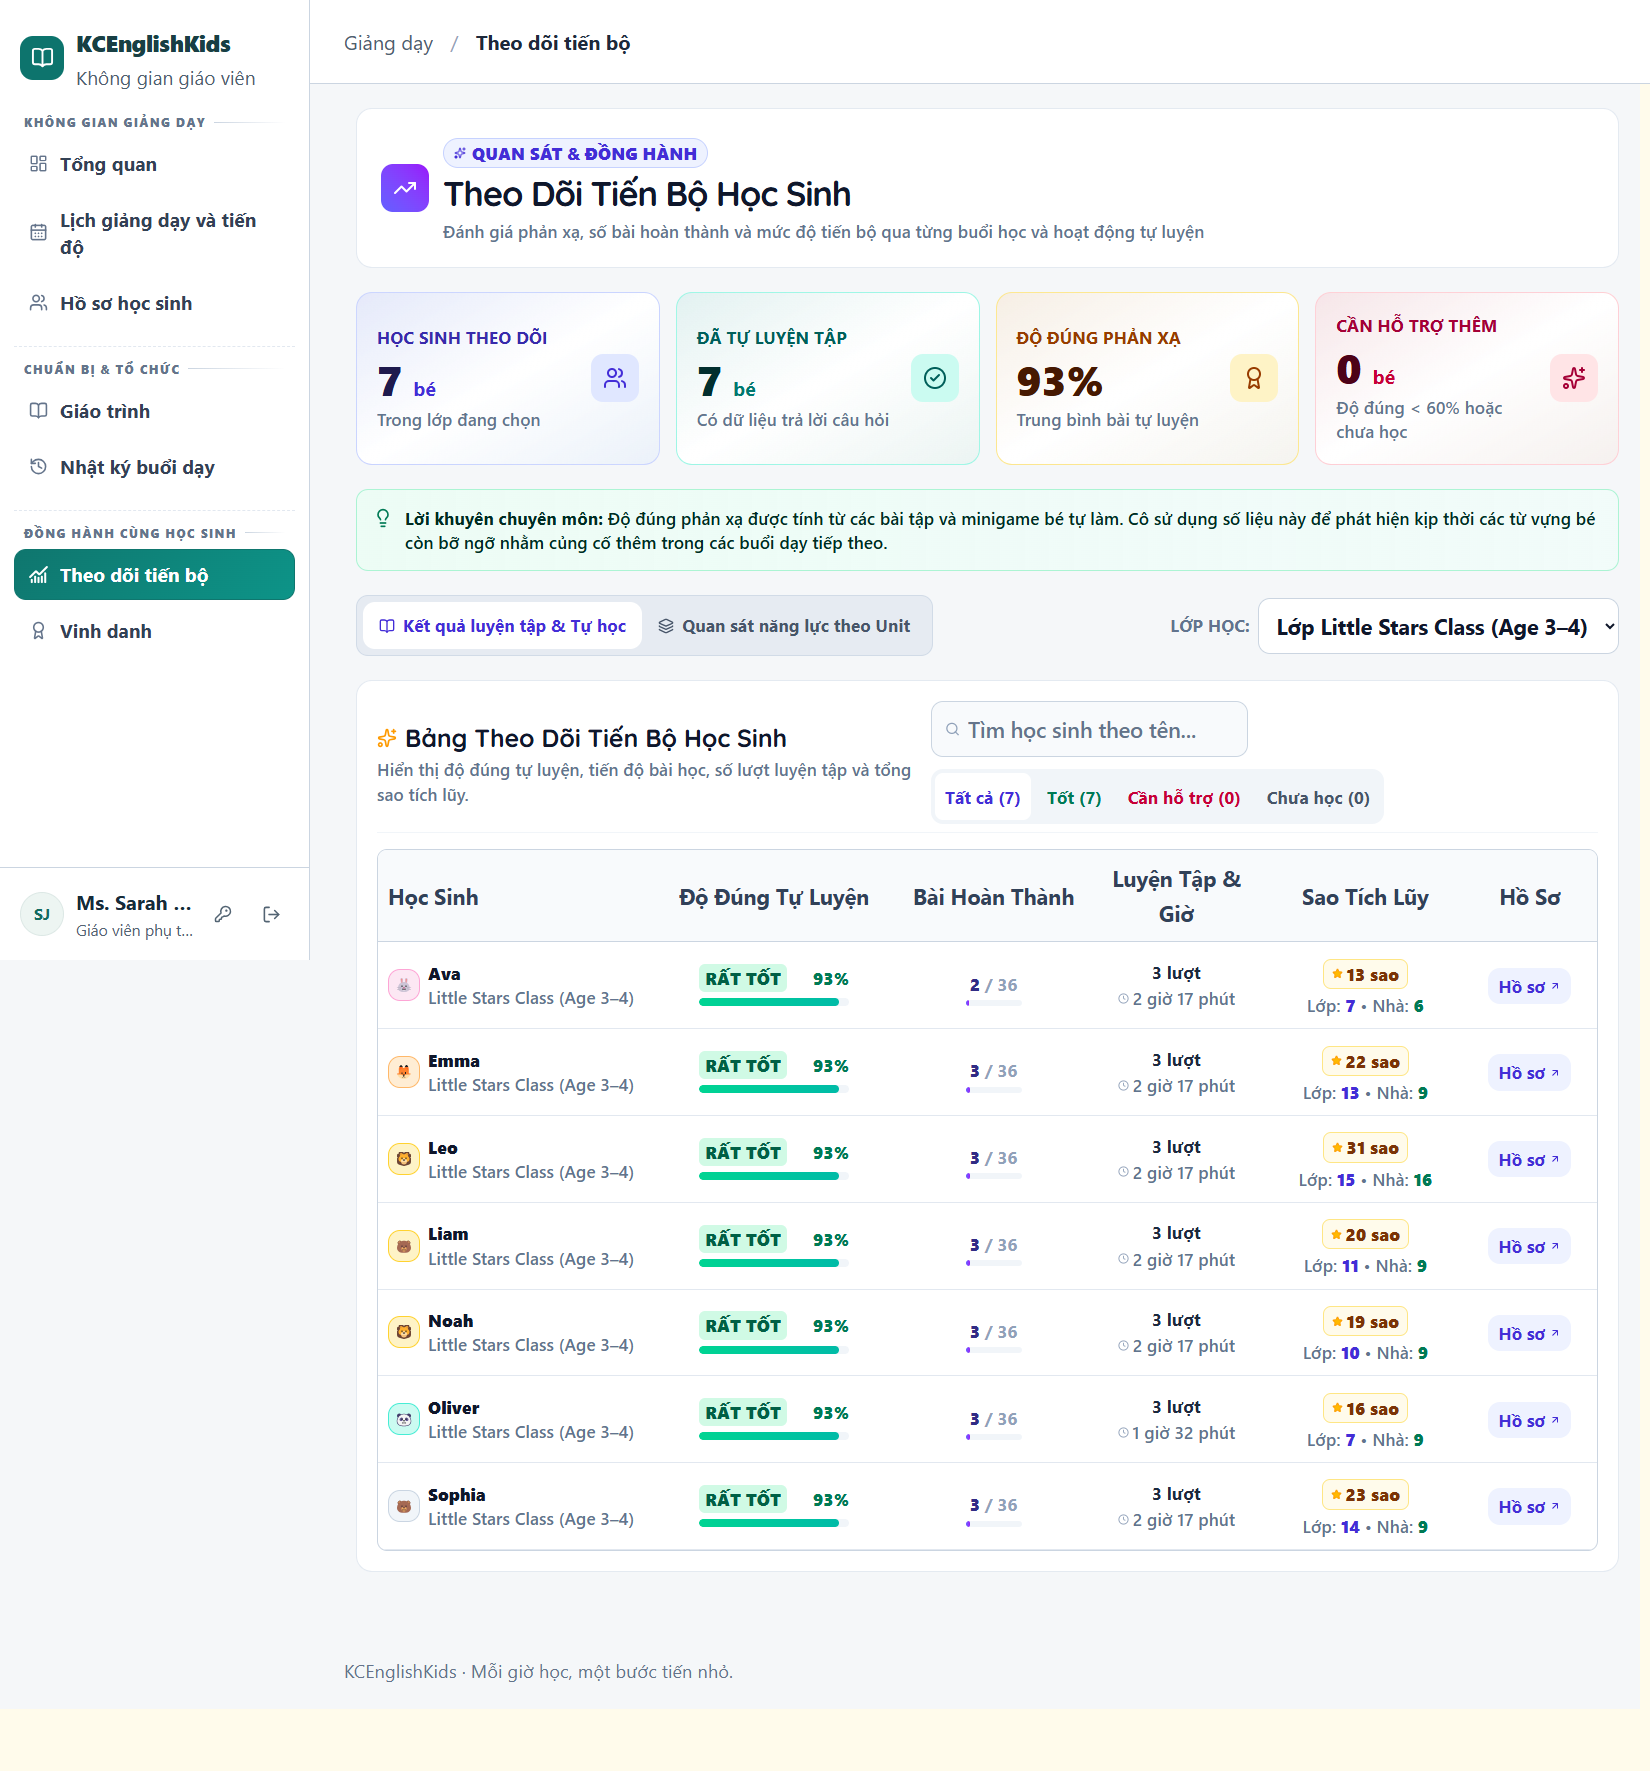 KCEnglishKids
Không gian giáo viên
KHÔNG GIAN GIẢNG DẠY
Tổng quan
Lịch giảng dạy và tiến
độ
Hồ sơ học sinh
CHUẨN BỊ & TỔ CHỨC
Giáo trình
Nhật ký buổi dạy
ĐỒNG HÀNH CÙNG HỌC SINH
Theo dõi tiến bộ
Vinh danh
SJ
Ms. Sarah ...
Giáo viên phụ t...
Giảng dạy / Theo dõi tiến bộ
QUAN SÁT & ĐỒNG HÀNH
Theo Dõi Tiến Bộ Học Sinh
Đánh giá phản xạ, số bài hoàn thành và mức độ tiến bộ qua từng buổi học và hoạt động tự luyện
HỌC SINH THEO DÕI
7 bé
Trong lớp đang chọn
ĐÃ TỰ LUYỆN TẬP
7 bé
Có dữ liệu trả lời câu hỏi
ĐỘ ĐÚNG PHẢN XẠ
93%
Trung bình bài tự luyện
CẦN HỖ TRỢ THÊM
0 bé
Độ đúng < 60% hoặc
chưa học
Lời khuyên chuyên môn: Độ đúng phản xạ được tính từ các bài tập và minigame bé tự làm. Cô sử dụng số liệu này để phát hiện kịp thời các từ vựng bé
còn bỡ ngỡ nhằm củng cố thêm trong các buổi dạy tiếp theo.
Kết quả luyện tập & Tự học
Quan sát năng lực theo Unit
LỚP HỌC:
Lớp Little Stars Class (Age 3–4)
Bảng Theo Dõi Tiến Bộ Học Sinh
Hiển thị độ đúng tự luyện, tiến độ bài học, số lượt luyện tập và tổng
sao tích lũy.
Tìm học sinh theo tên...
Tất cả (7) Tốt (7) Cần hỗ trợ (0) Chưa học (0)
Học Sinh Độ Đúng Tự Luyện Bài Hoàn Thành Luyện Tập & Sao Tích Lũy Hồ Sơ
Giờ
Ava RẤT TỐT 93% 2 / 36 3 lượt 13 sao Hồ sơ
Little Stars Class (Age 3–4) 2 giờ 17 phút Lớp: 7 • Nhà: 6
Emma RẤT TỐT 93% 3 / 36 3 lượt 22 sao Hồ sơ
Little Stars Class (Age 3–4) 2 giờ 17 phút Lớp: 13 • Nhà: 9
Leo RẤT TỐT 93% 3 / 36 3 lượt 31 sao Hồ sơ
Little Stars Class (Age 3–4) 2 giờ 17 phút Lớp: 15 • Nhà: 16
Liam RẤT TỐT 93% 3 / 36 3 lượt 20 sao Hồ sơ
Little Stars Class (Age 3–4) 2 giờ 17 phút Lớp: 11 • Nhà: 9
Noah RẤT TỐT 93% 3 / 36 3 lượt 19 sao Hồ sơ
Little Stars Class (Age 3–4) 2 giờ 17 phút Lớp: 10 • Nhà: 9
Oliver RẤT TỐT 93% 3 / 36 3 lượt 16 sao Hồ sơ
Little Stars Class (Age 3–4) 1 giờ 32 phút Lớp: 7 • Nhà: 9
Sophia RẤT TỐT 93% 3 / 36 3 lượt 23 sao Hồ sơ
Little Stars Class (Age 3–4) 2 giờ 17 phút Lớp: 14 • Nhà: 9
KCEnglishKids · Mỗi giờ học, một bước tiến nhỏ.